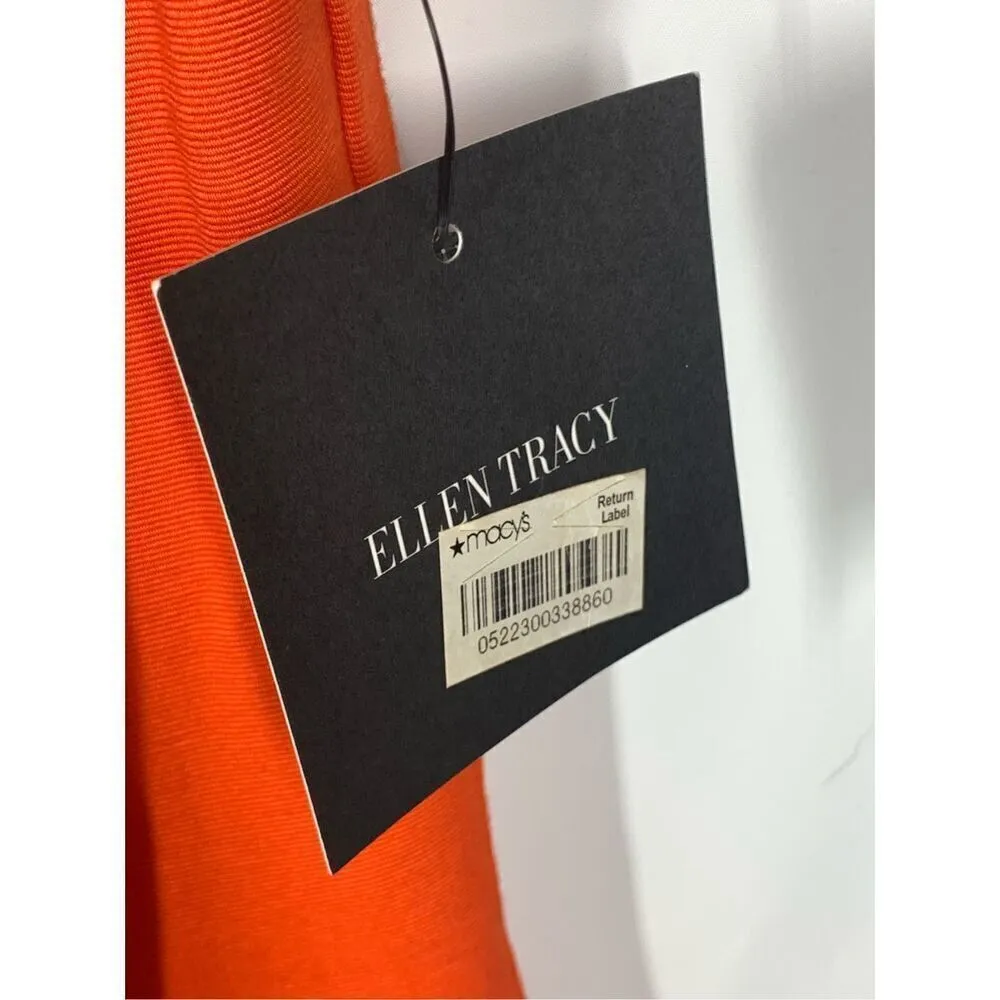 ELLEN TRACY
★macy's
Return
Label
0522300338860